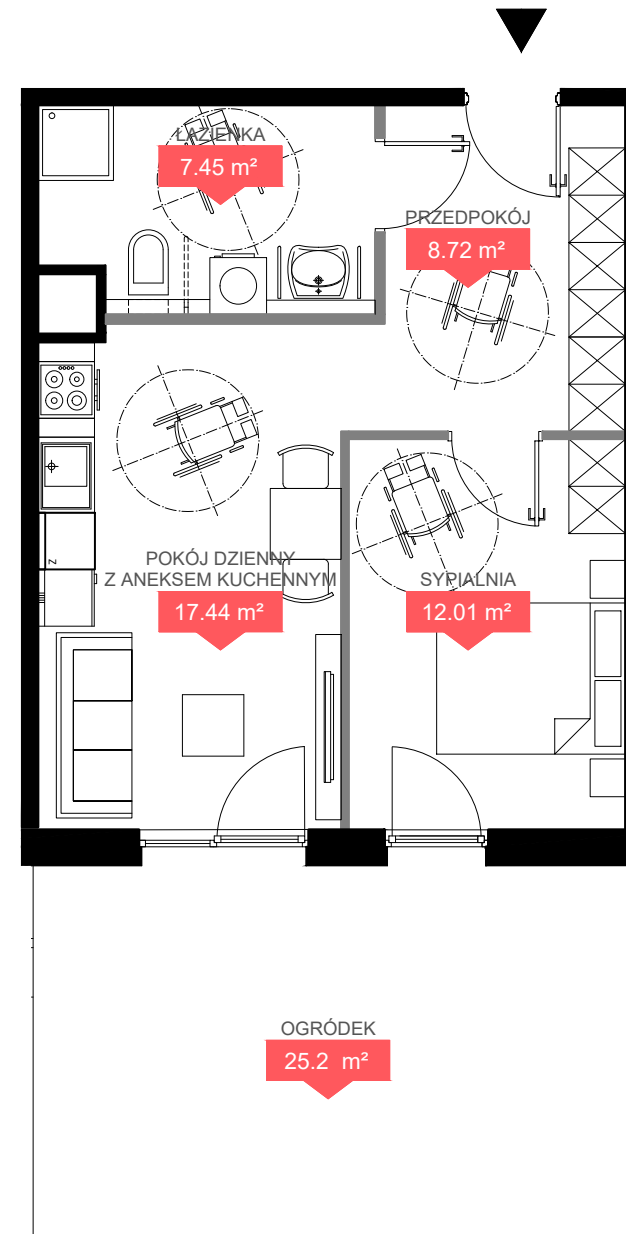 ŁAZIENKA
7.45 m²
PRZEDPOKÓJ
8.72 m²
POKÓJ DZIENNY
Z ANEKSEM KUCHENNYM
17.44 m²
SYPIALNIA
12.01 m²
Z
OGRÓDEK
25.2 m²